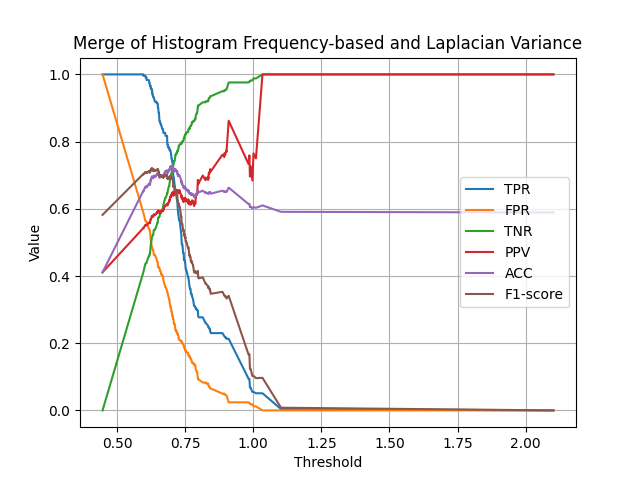 Merge of Histogram Frequency-based and Laplacian Variance
Value
1.0
0.8
0.6
0.4
0.2
0.0
TPR
FPR
TNR
PPV
ACC
F1-score
0.50 0.75 1.00 1.25 1.50 1.75 2.00
Threshold